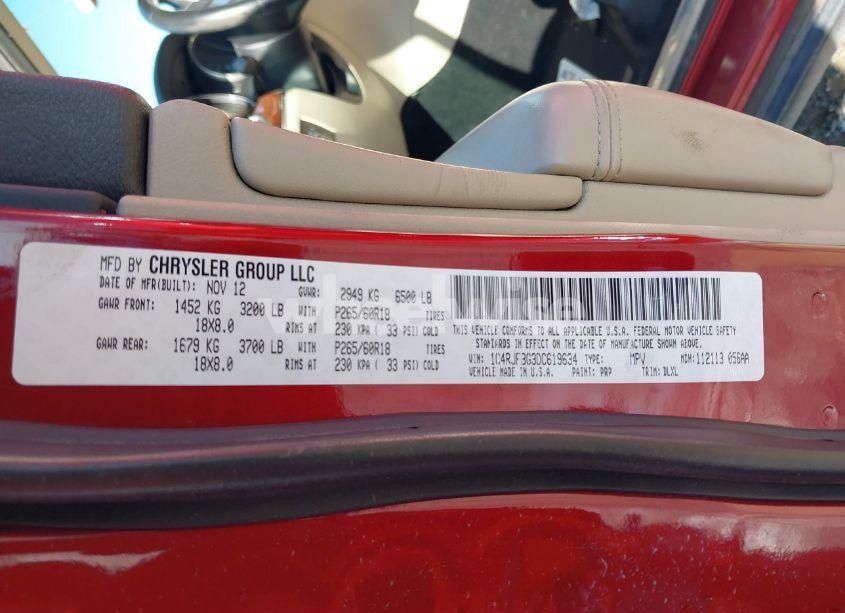 MFD BY CHRYSLER GROUP LLC
DATE OF MFR(BUILT): NOV 12 GVWR: 2949 KG 6500 LB
GAWR FRONT: 1452 KG 3200 LB WITH P265/60R18 TIRES
18X8.0 RIMS AT 230 KPA ( 33 PSI) COLD
GAWR REAR: 1679 KG 3700 LB WITH P265/60R18 TIRES
18X8.0 RIMS AT 230 KPA ( 33 PSI) COLD
THIS VEHICLE CONFORMS TO ALL APPLICABLE U.S.A. FEDERAL MOTOR VEHICLE SAFETY
STANDARDS IN EFFECT ON THE DATE OF MANUFACTURE SHOWN ABOVE.
VIN: 1C4RJF3G3DC619634 TYPE: MPV MDH: 112113 056AA
VEHICLE MADE IN U.S.A. PAINT: PRP TRIM: DLXL